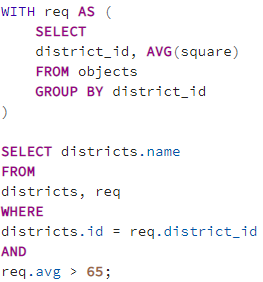 WITH req AS (
    SELECT
    district_id, AVG(square)
    FROM objects
    GROUP BY district_id
)

SELECT districts.name
FROM
districts, req
WHERE
districts.id = req.district_id
AND
req.avg > 65;